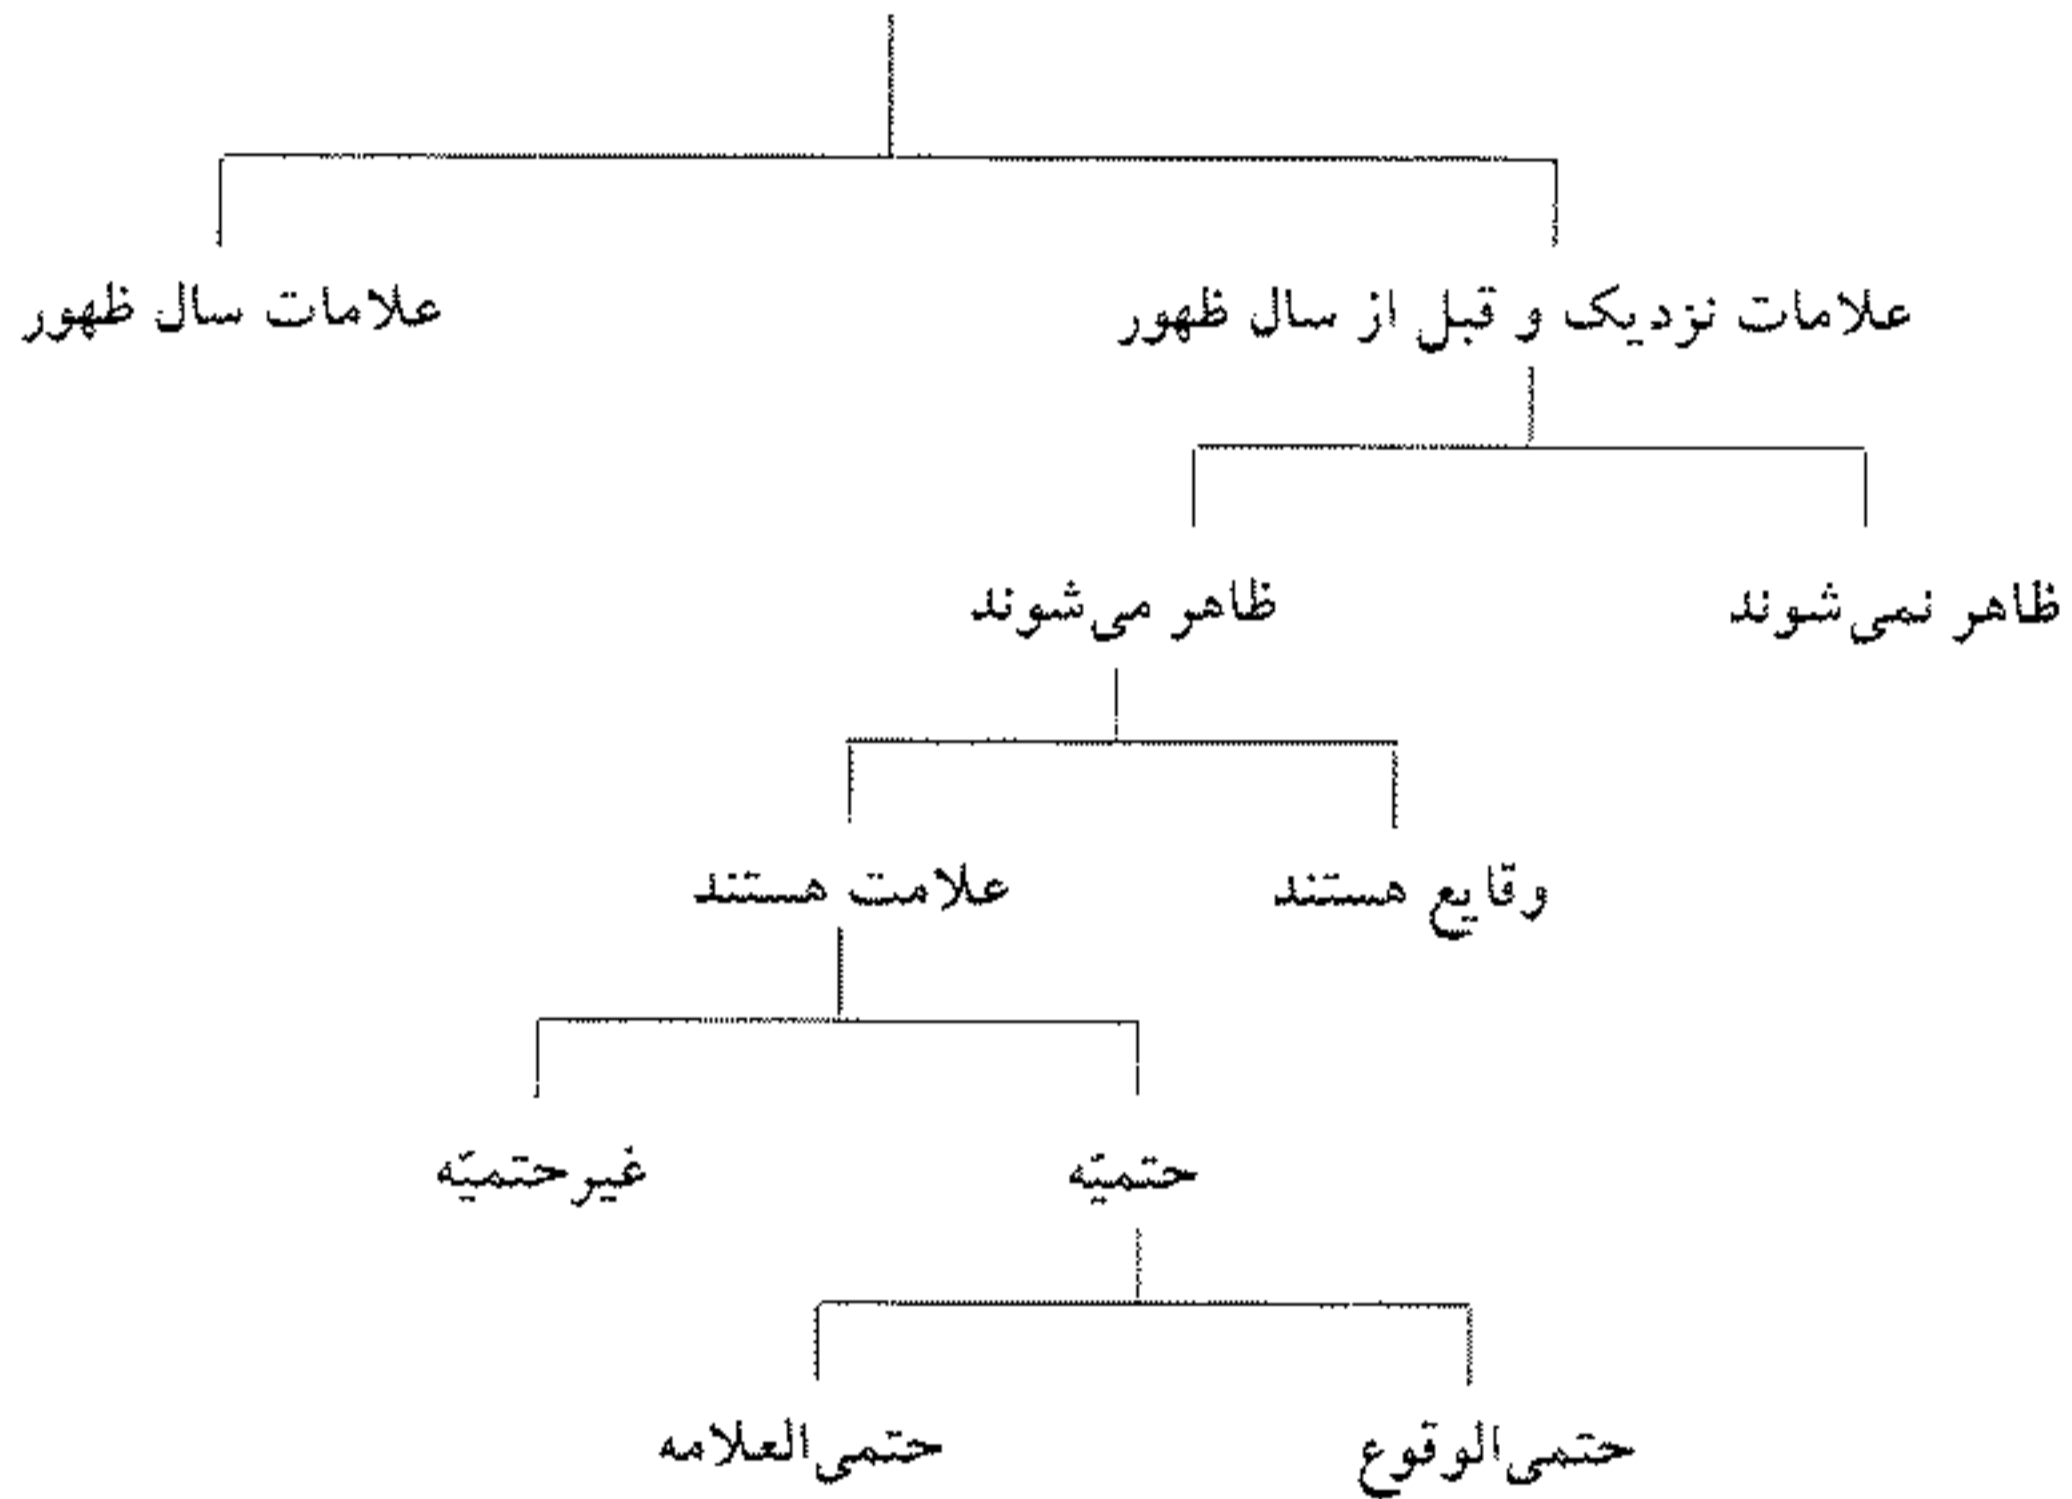 علامات نزدیک و قبل از سال ظهور
علامات سال ظهور
ظاهر نمی‌شوند
ظاهر می‌شوند
وقایع هستند
علامت هستند
حتمیّه
غیرحتمیّه
حتمی‌الوقوع
حتمی‌العلامه